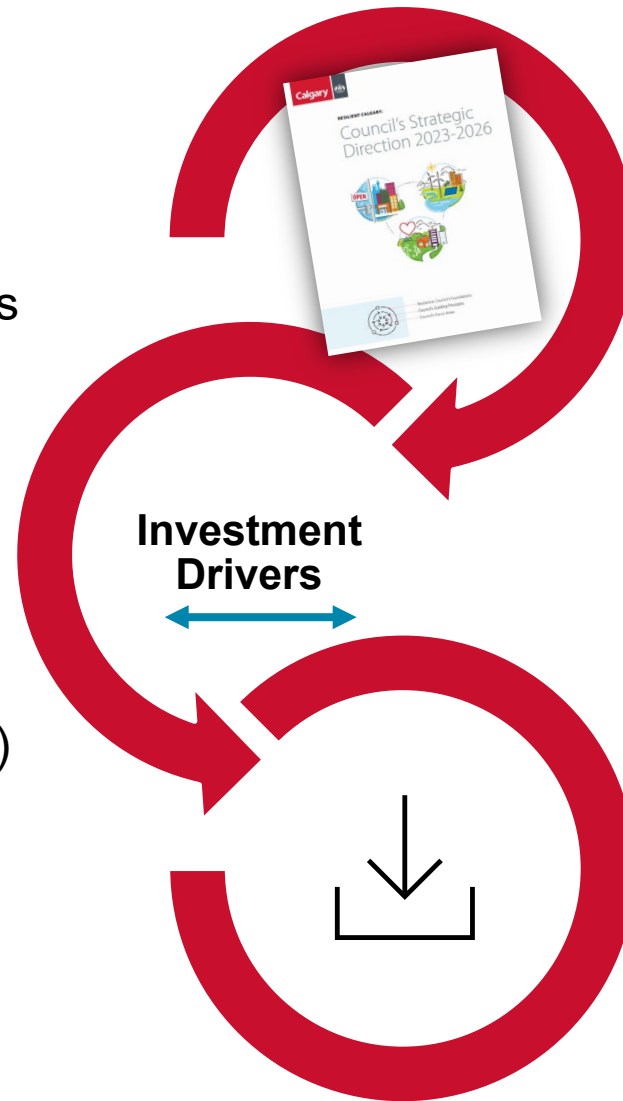 Calgary
RESILIENT CALGARY:
Council's Strategic
Direction 2023-2026
OPEN
s
Investment
Drivers
)